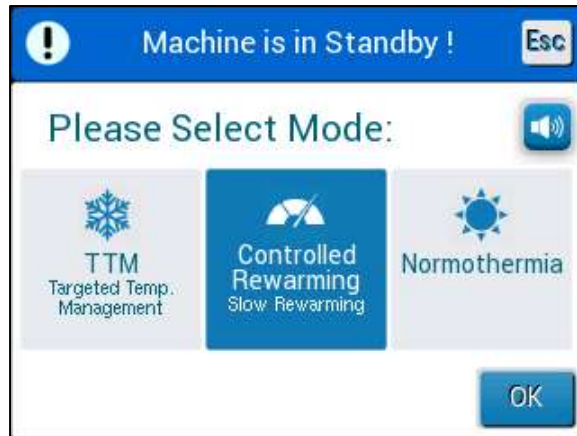 Machine is in Standby !
Esc
Please Select Mode:
TTM
Targeted Temp.
Management
Controlled
Rewarming
Slow Rewarming
Normothermia
OK